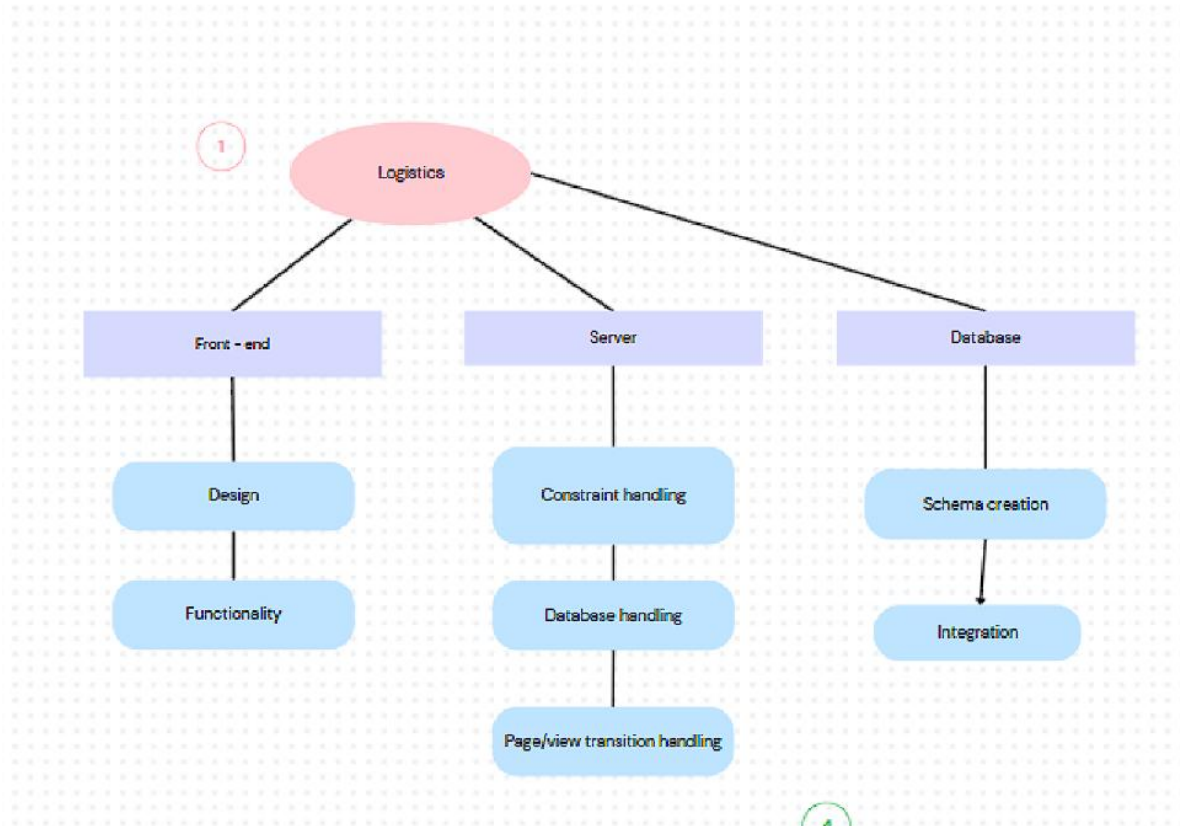 1
Logistics
Front - end
Server
Database
Design
Constraint handling
Schema creation
Functionality
Database handling
Integration
Page/view transition handling